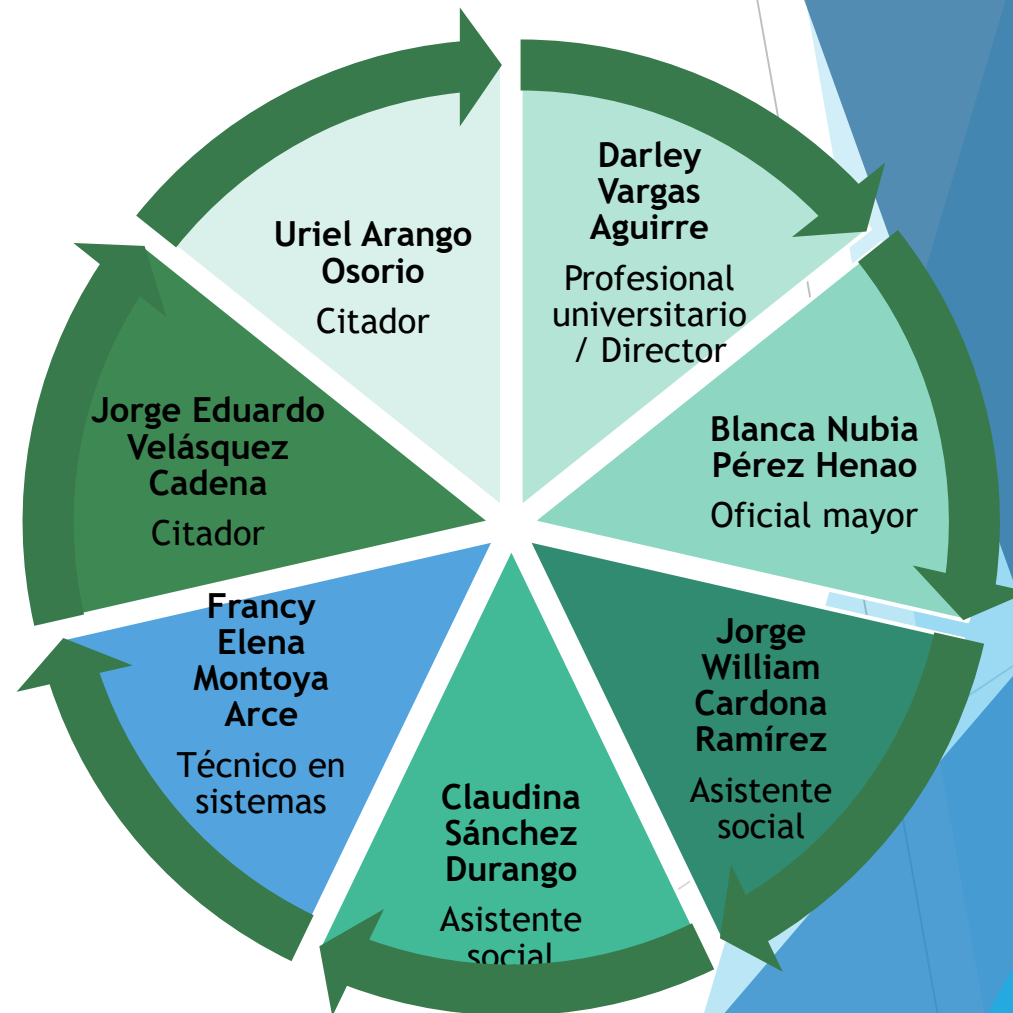 Darley
Vargas
Aguirre
Profesional
universitario
/ Director
Blanca Nubia
Pérez Henao
Oficial mayor
Jorge
William
Cardona
Ramírez
Asistente
social
Claudina
Sánchez
Durango
Asistente
social
Francy
Elena
Montoya
Arce
Técnico en
sistemas
Jorge Eduardo
Velásquez
Cadena
Citador
Uriel Arango
Osorio
Citador